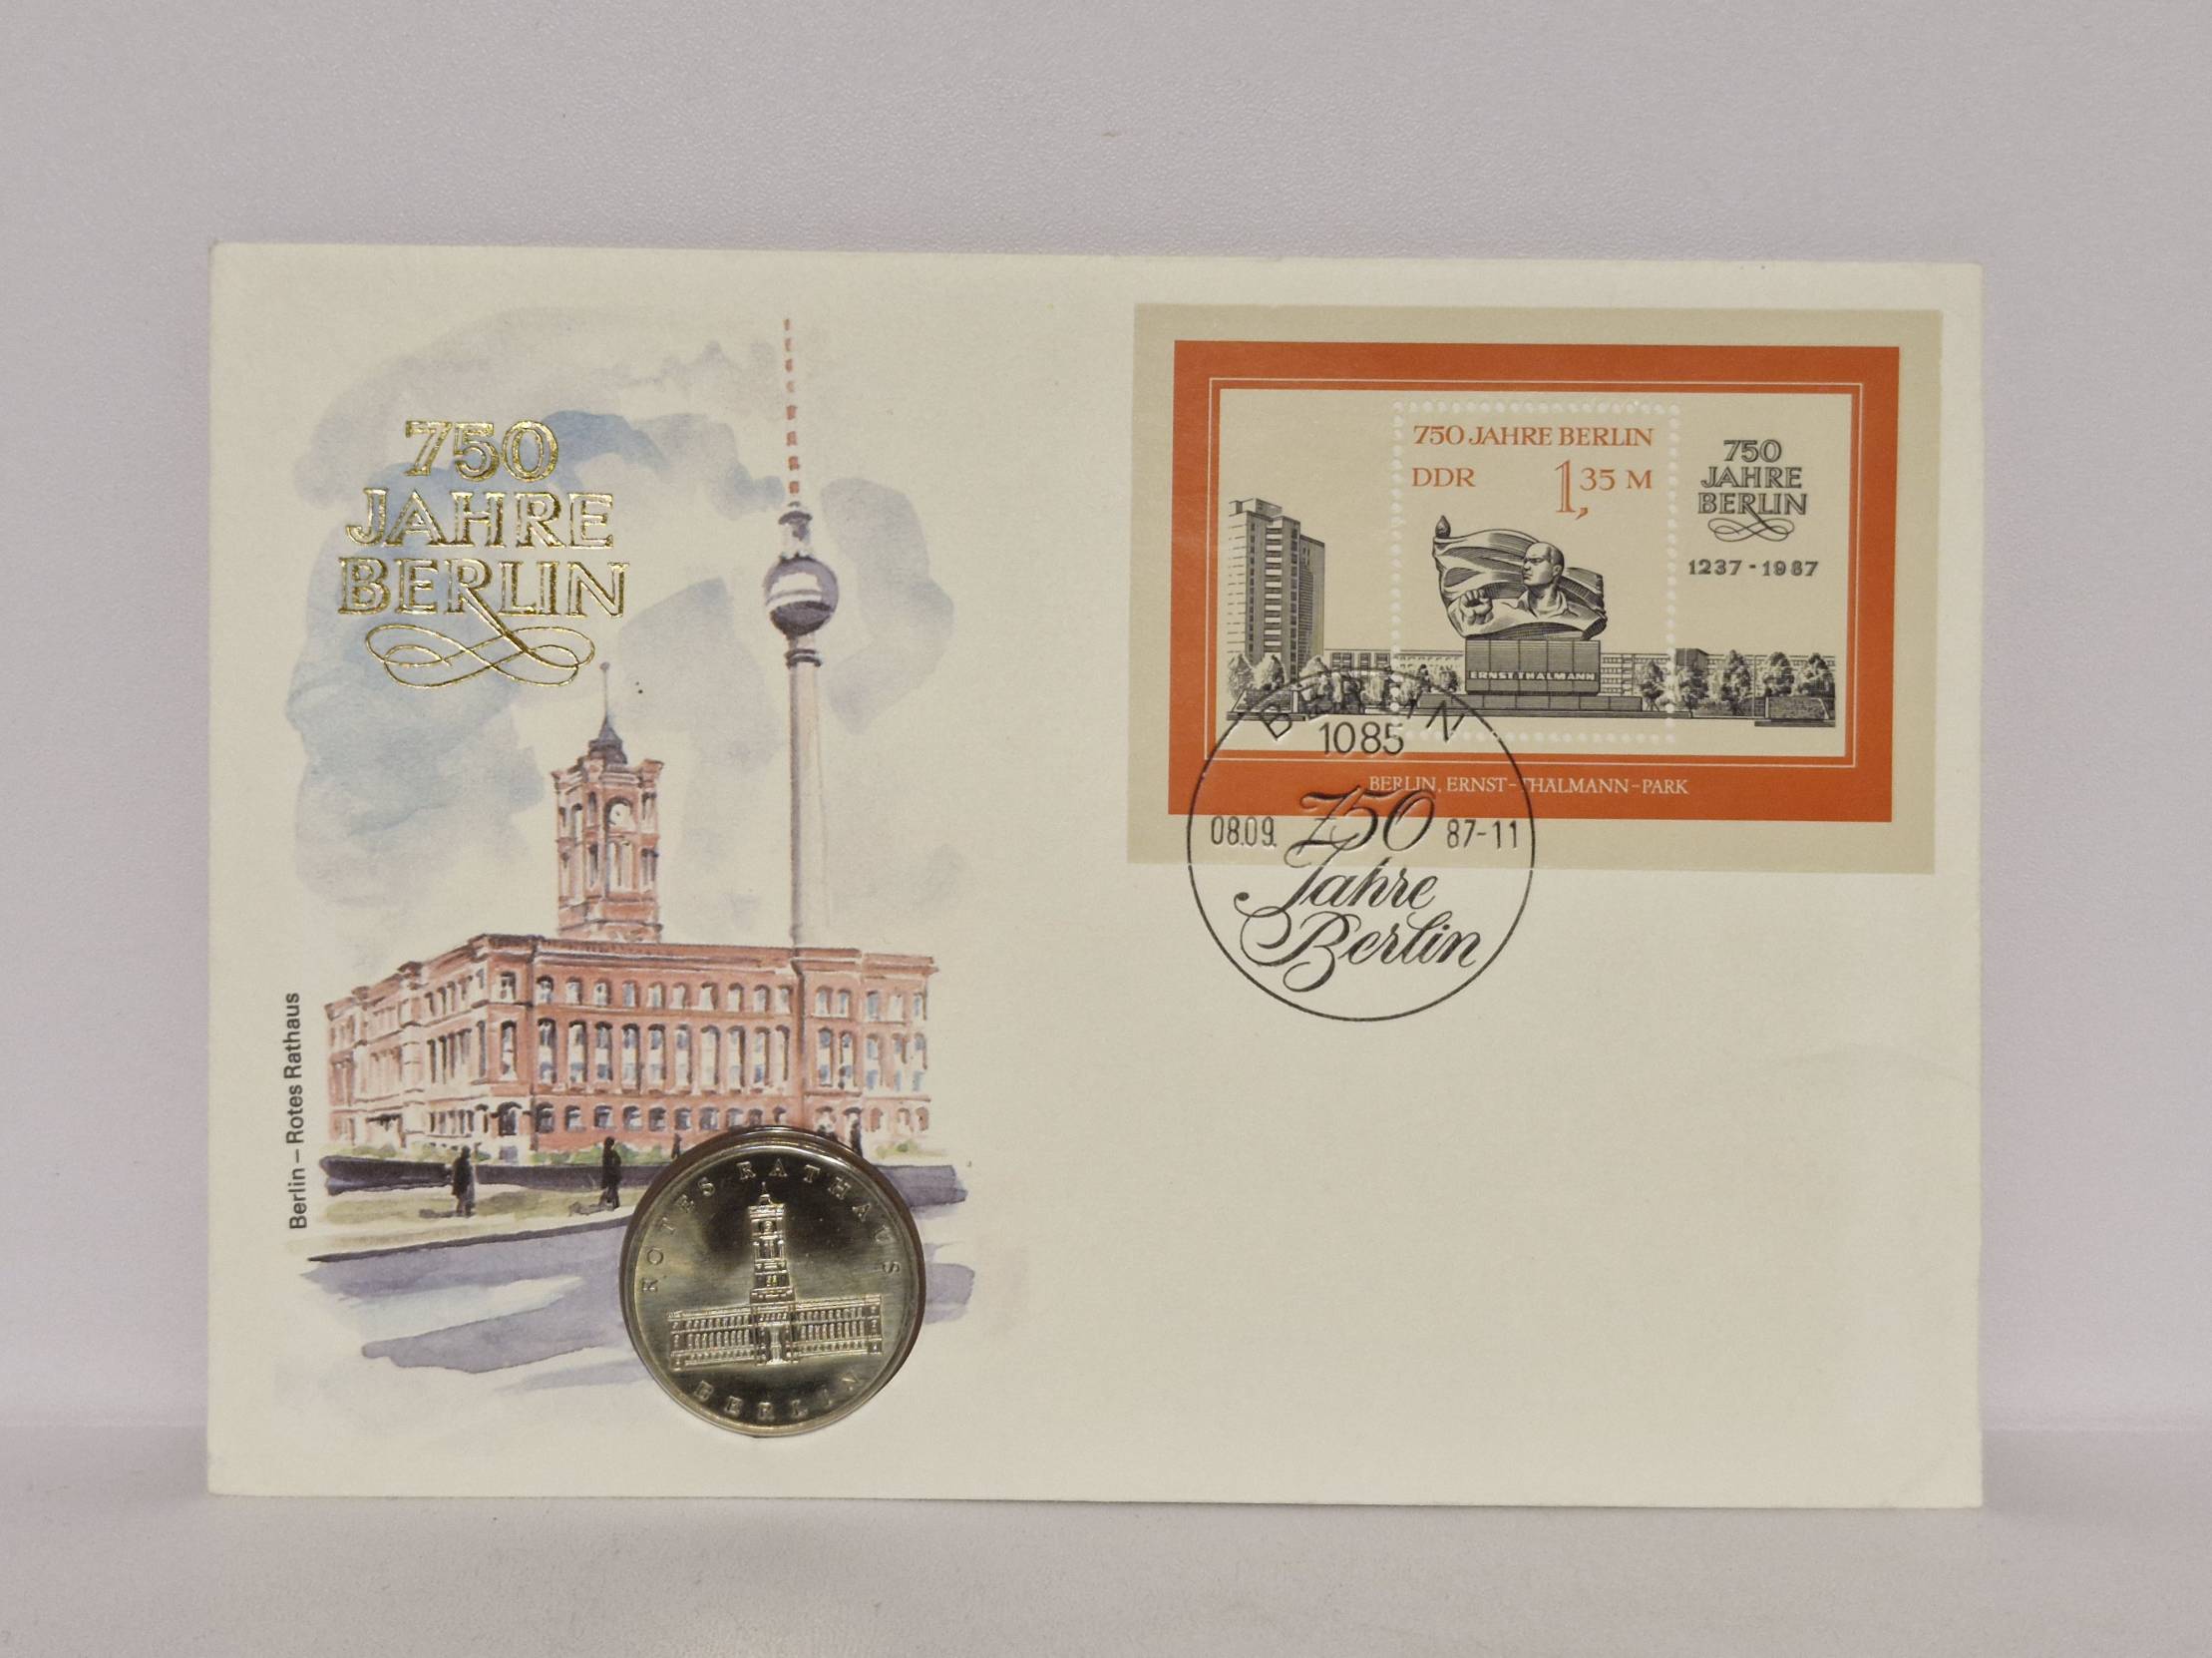 750
JAHRE
BERLIN
Berlin – Rotes Rathaus
ROTES RATHAUS
BERLIN
750 JAHRE BERLIN
DDR 1,35 M
750
JAHRE
BERLIN
1237 - 1987
ERNST THÄLMANN
BERLIN, ERNST-THÄLMANN-PARK
BERLIN
1085
08.09. 750 87-11
Jahre
Berlin